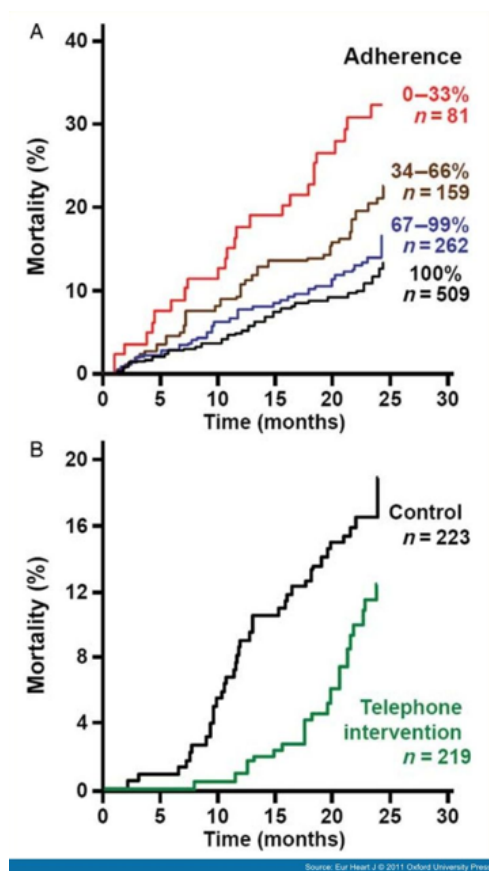 A
Adherence
0–33%
n = 81
34–66%
n = 159
67–99%
n = 262
100%
n = 509
Mortality (%)
40
30
20
10
0
0 5 10 15 20 25 30
Time (months)
B
Control
n = 223
Telephone
intervention
n = 219
Mortality (%)
20
16
12
8
4
0
0 5 10 15 20 25 30
Time (months)
Source: Eur Heart J © 2011 Oxford University Press